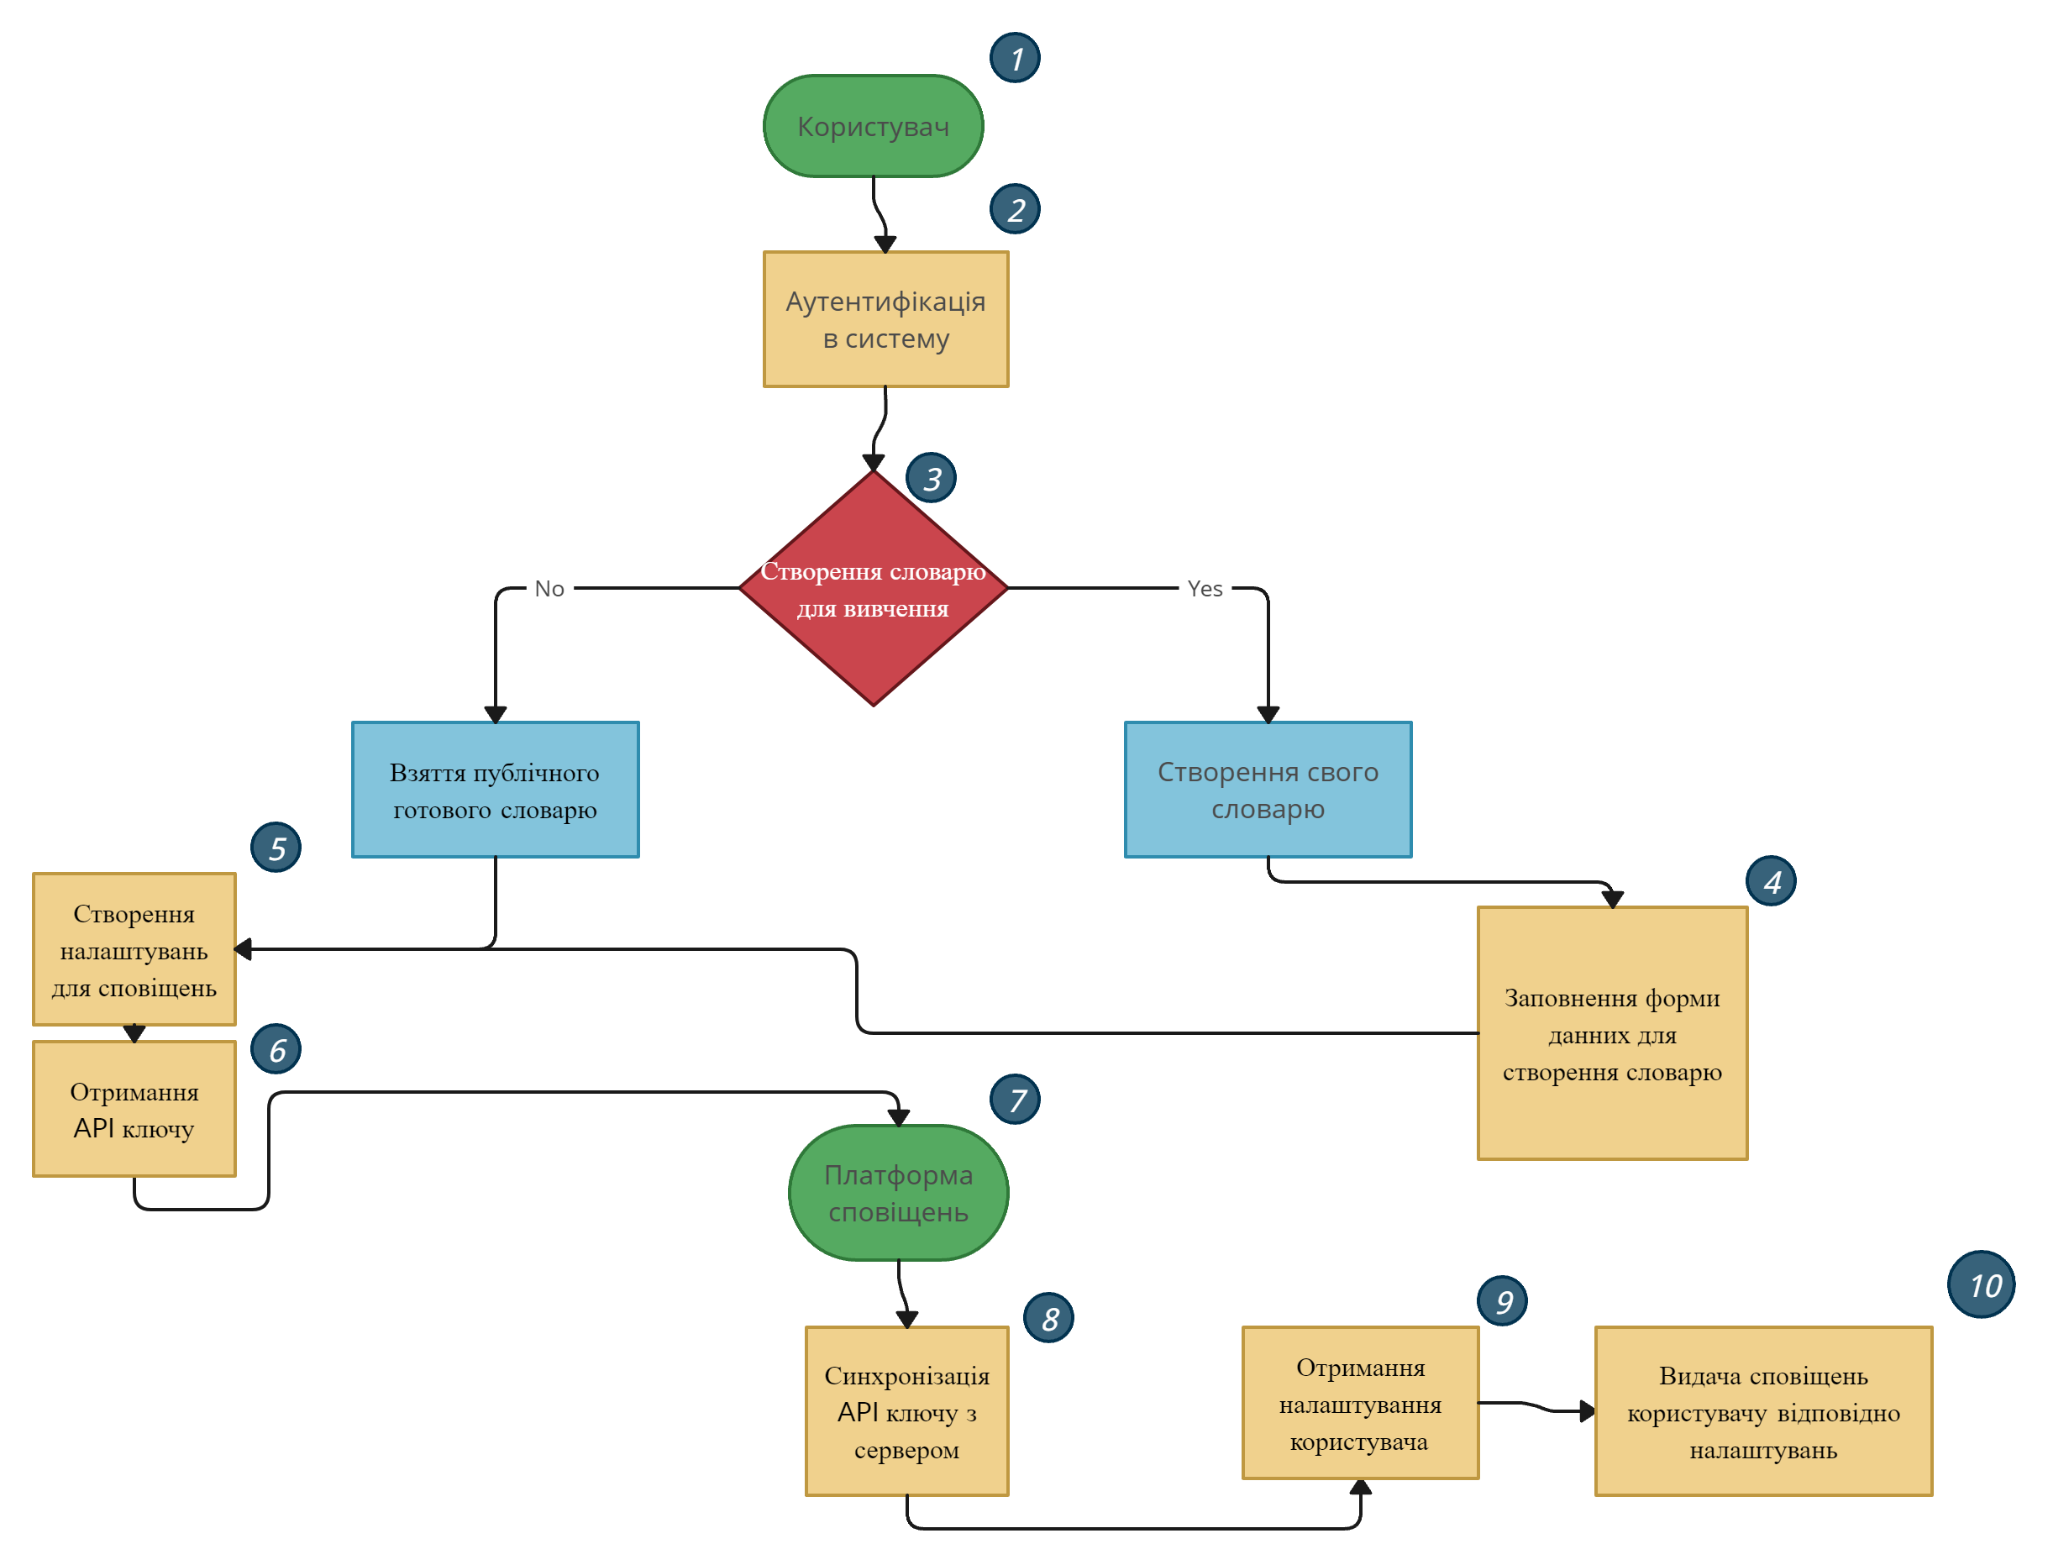 1
Користувач
2
Аутентифікація
в систему
3
Створення словарю
для вивчення
No
Yes
Взяття публічного
готового словарю
Створення свого
словарю
5
4
Створення
налаштувань
для сповіщень
Заповнення форми
данних для
створення словарю
6
Отримання
API ключу
7
Платформа
сповіщень
8
9
10
Синхронізація
API ключу з
сервером
Отримання
налаштування
користувача
Видача сповіщень
користувачу відповідно
налаштувань